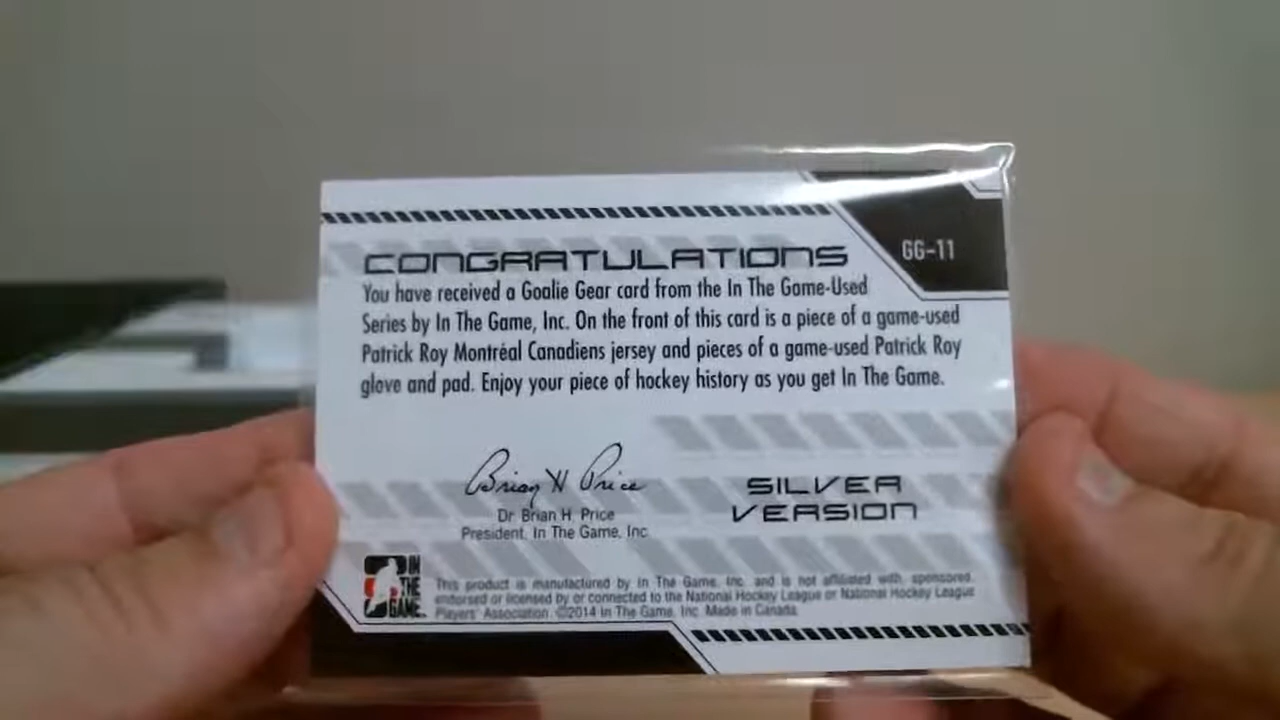 GG-11
CONGRATULATIONS
You have received a Goalie Gear card from the In The Game-Used
Series by In The Game, Inc. On the front of this card is a piece of a game-used
Patrick Roy Montréal Canadiens jersey and pieces of a game-used Patrick Roy
glove and pad. Enjoy your piece of hockey history as you get In The Game.
Brian H Price
Dr. Brian H. Price
President, In The Game, Inc.
SILVER
VERSION
IN
THE
GAME
This product is manufactured by In The Game, Inc. and is not affiliated with, sponsored,
endorsed or licensed by or connected to the National Hockey League or National Hockey League
Players' Association. ©2014 In The Game, Inc. Made in Canada.